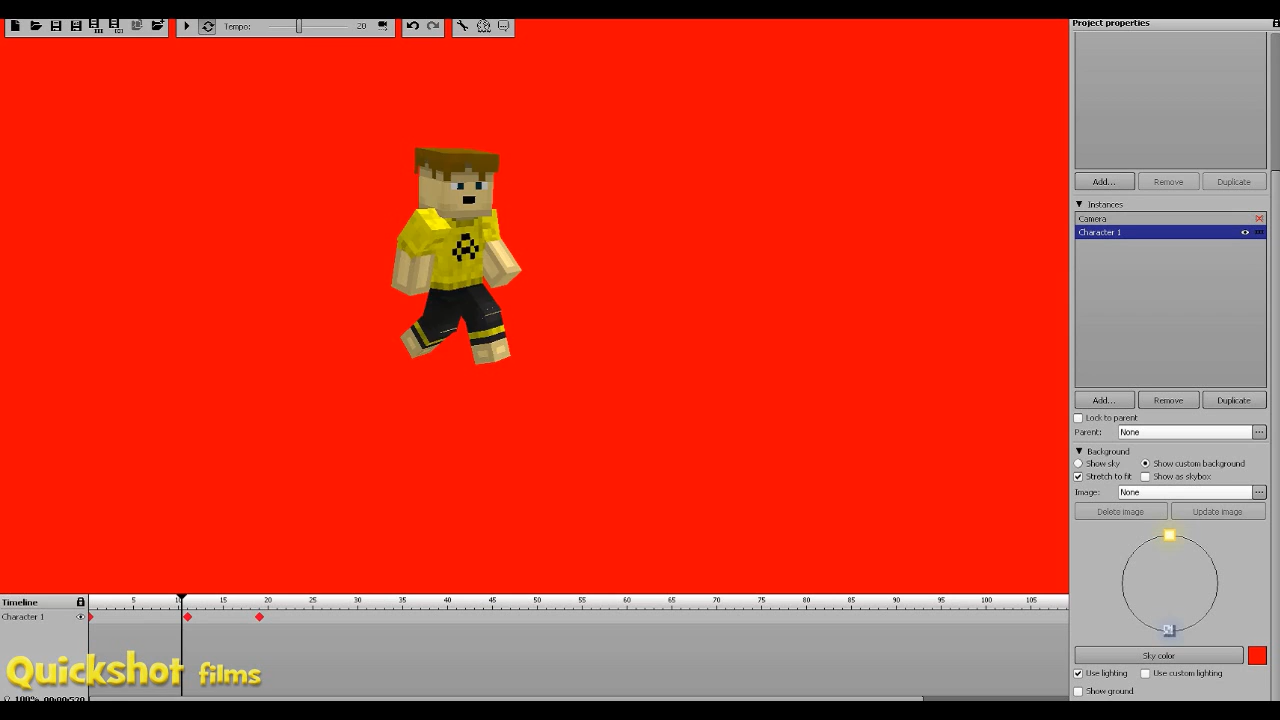 Project properties
Tempo:
20
Add...
Remove
Duplicate
Instances
Camera
Character 1
Add...
Remove
Duplicate
Lock to parent
Parent:
None
Background
Show sky
Show custom background
Stretch to fit
Show as skybox
Image:
None
Delete image
Update image
Sky color
Use lighting
Use custom lighting
Show ground
Timeline
5 10 15 20 25 30 35 40 45 50 55 60 65 70 75 80 85 90 95 100 105
Character 1
Quickshot films